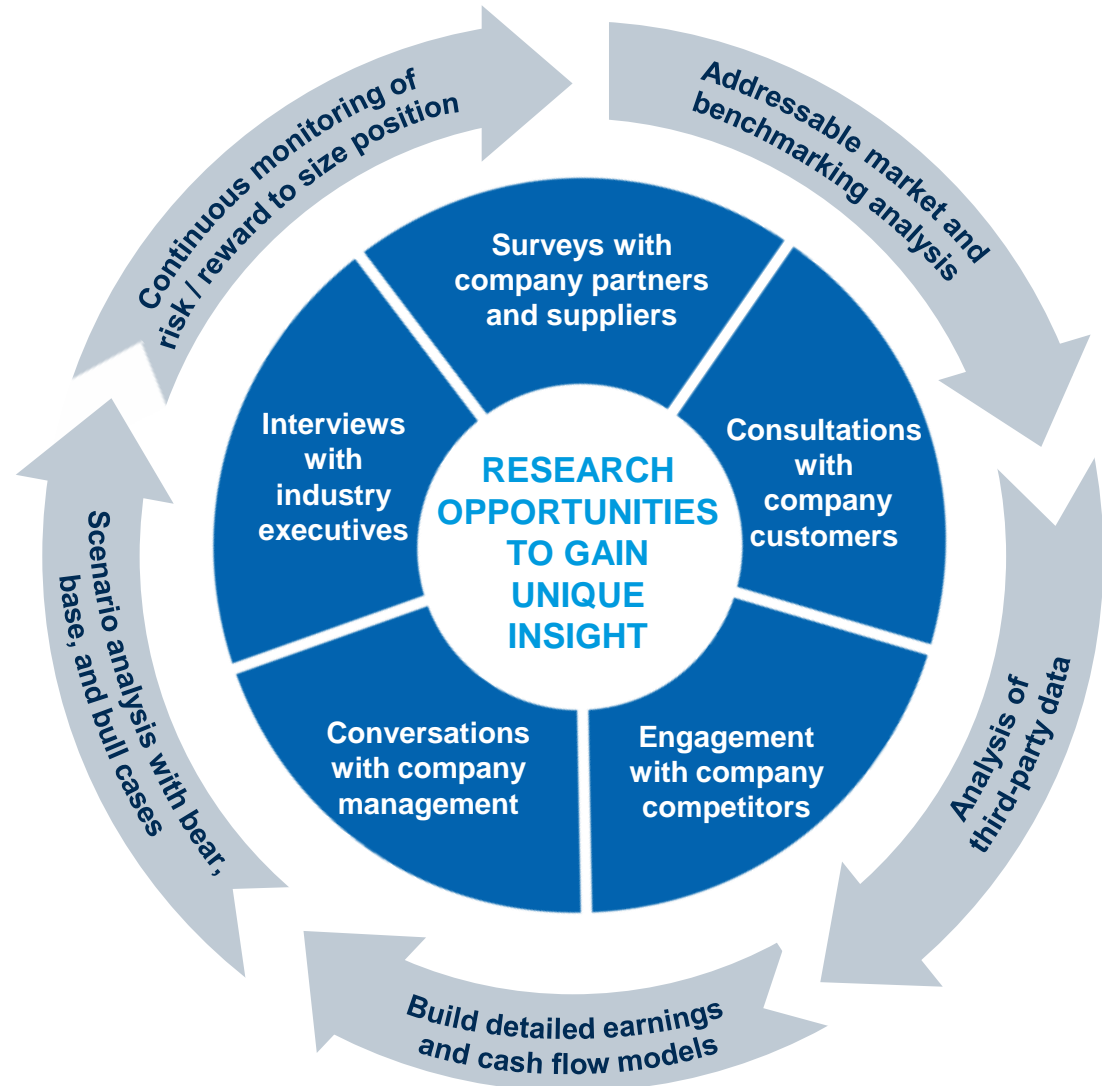 Continuous monitoring of
risk / reward to size position
Addressable market and
benchmarking analysis
Surveys with
company partners
and suppliers
Interviews
with
industry
executives
Consultations
with
company
customers
RESEARCH
OPPORTUNITIES
TO GAIN
UNIQUE
INSIGHT
Scenario analysis with bear,
base, and bull cases
Analysis of
third-party data
Conversations
with company
management
Engagement
with company
competitors
Build detailed earnings
and cash flow models